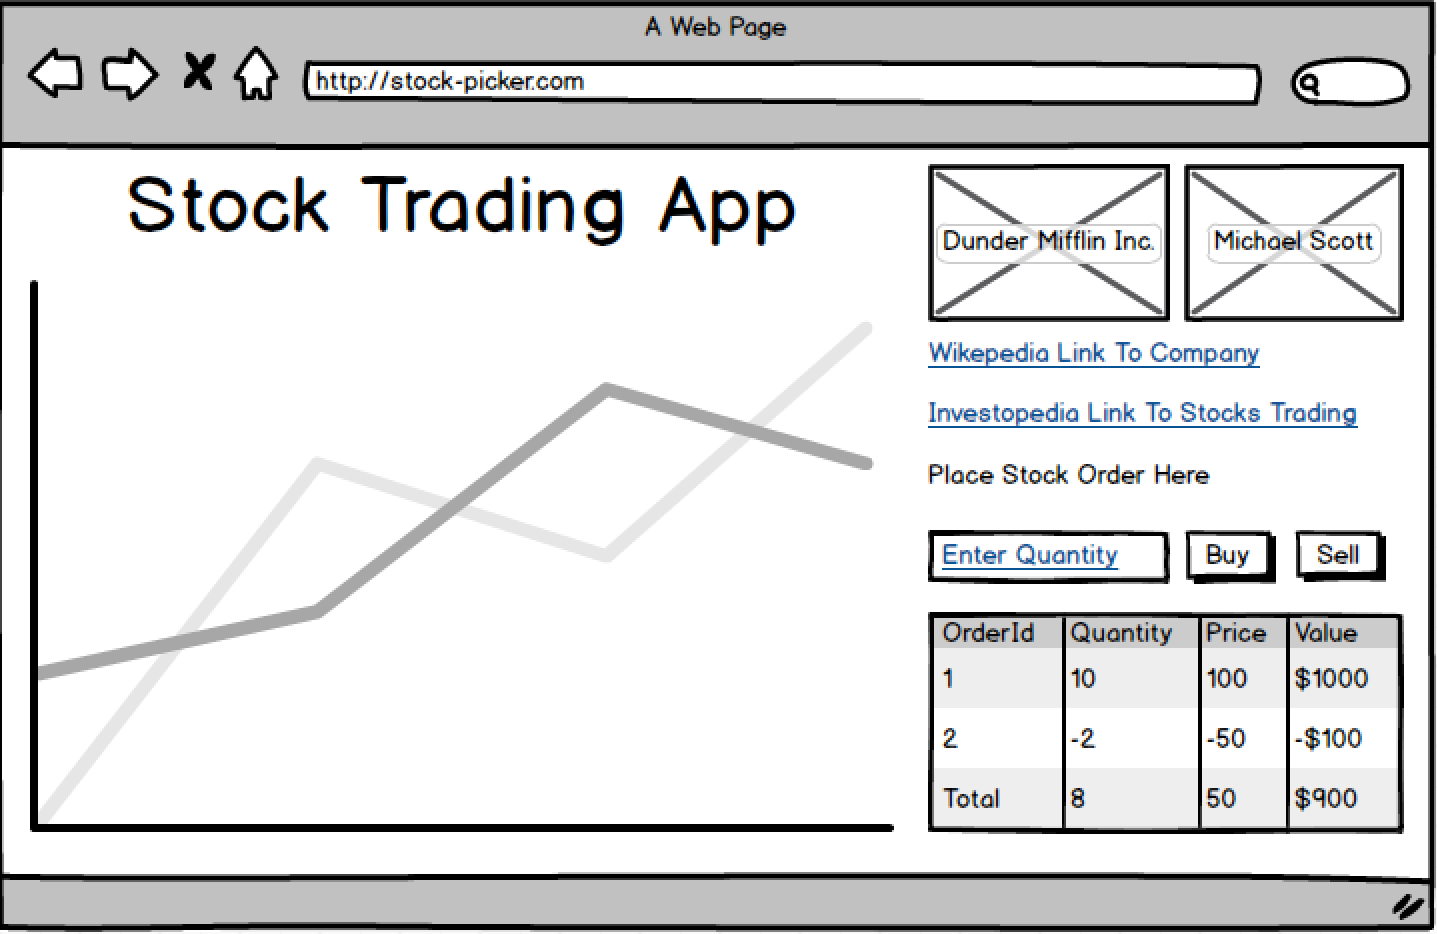 A Web Page
http://stock-picker.com
Stock Trading App
Dunder Mifflin Inc.
Michael Scott
Wikepedia Link To Company
Investopedia Link To Stocks Trading
Place Stock Order Here
Enter Quantity Buy Sell
OrderId Quantity Price Value
1 10 100 $1000
2 -2 -50 -$100
Total 8 50 $900